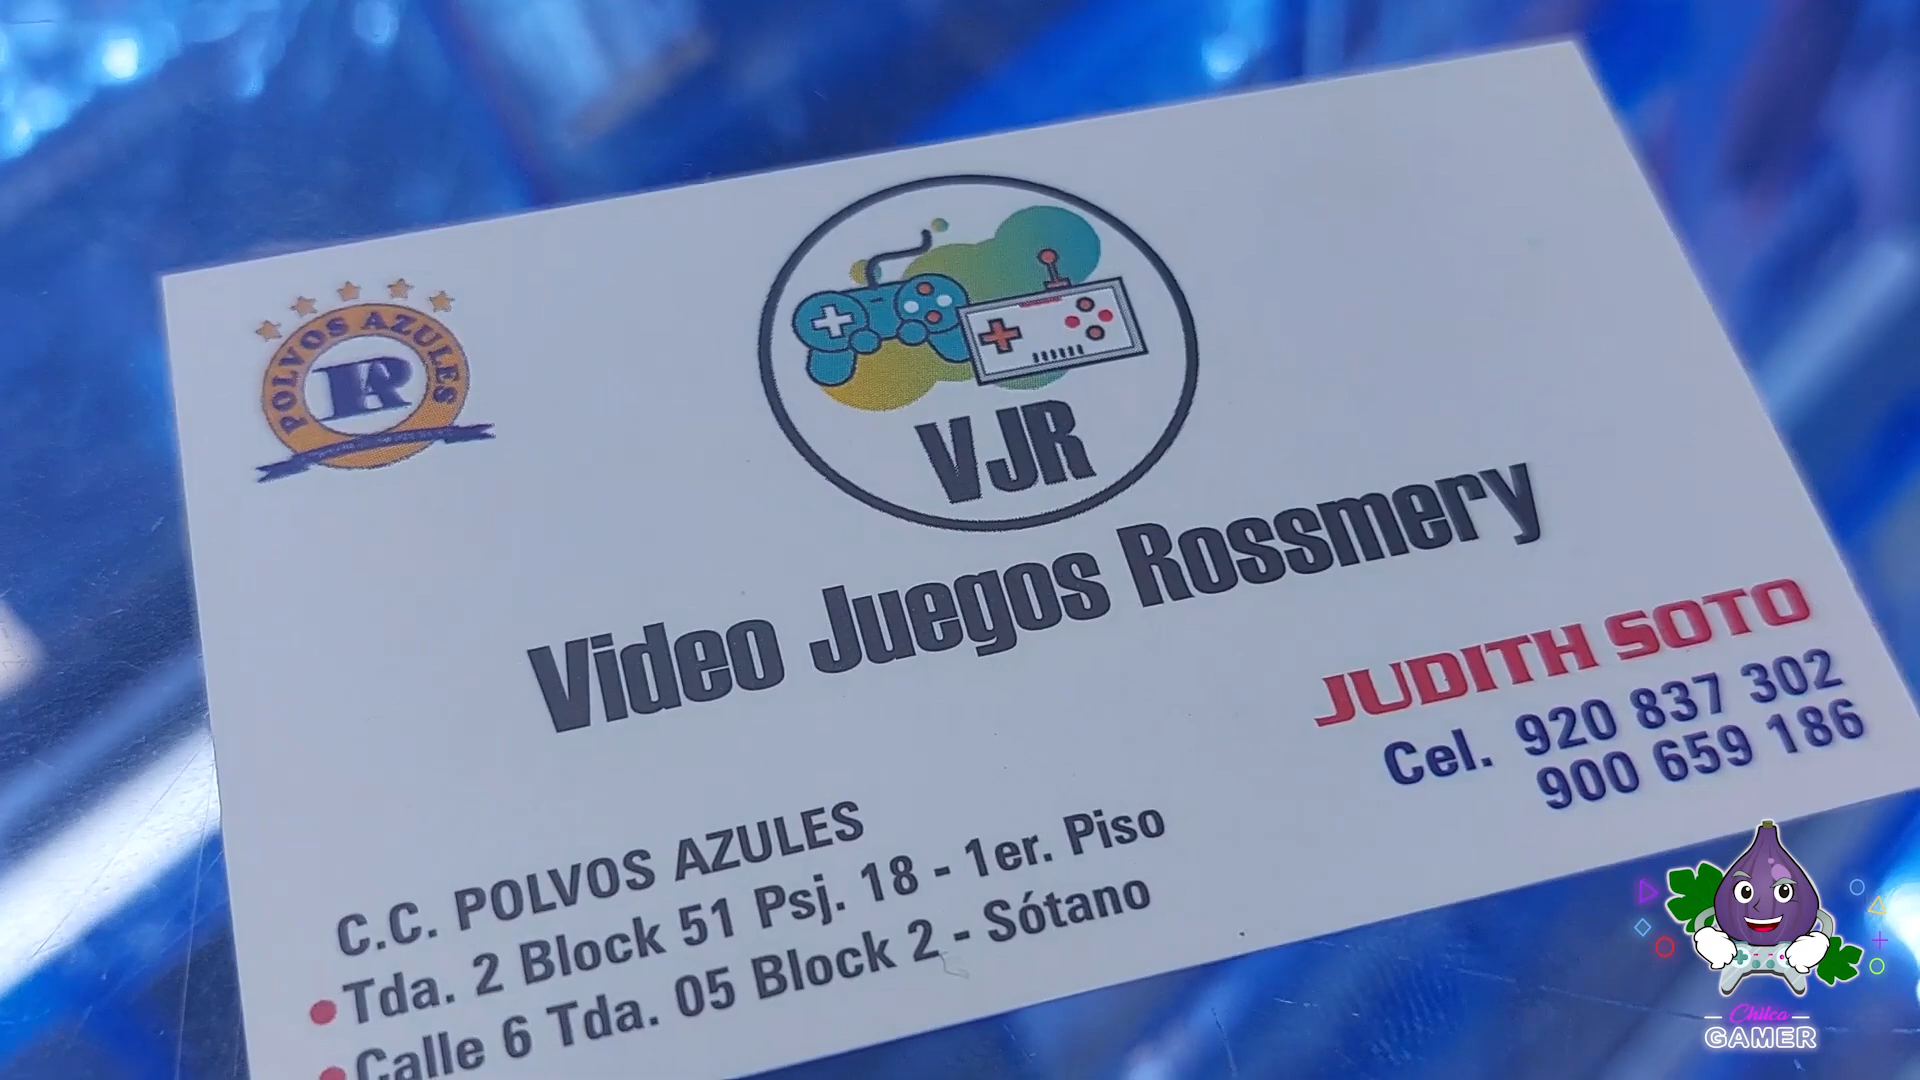 POLVOS AZULES
VJR
Video Juegos Rossmery
JUDITH SOTO
Cel. 920 837 302
900 659 186
C.C. POLVOS AZULES
Tda. 2 Block 51 Psj. 18 - 1er. Piso
Calle 6 Tda. 05 Block 2 - Sótano
Chilca
GAMER